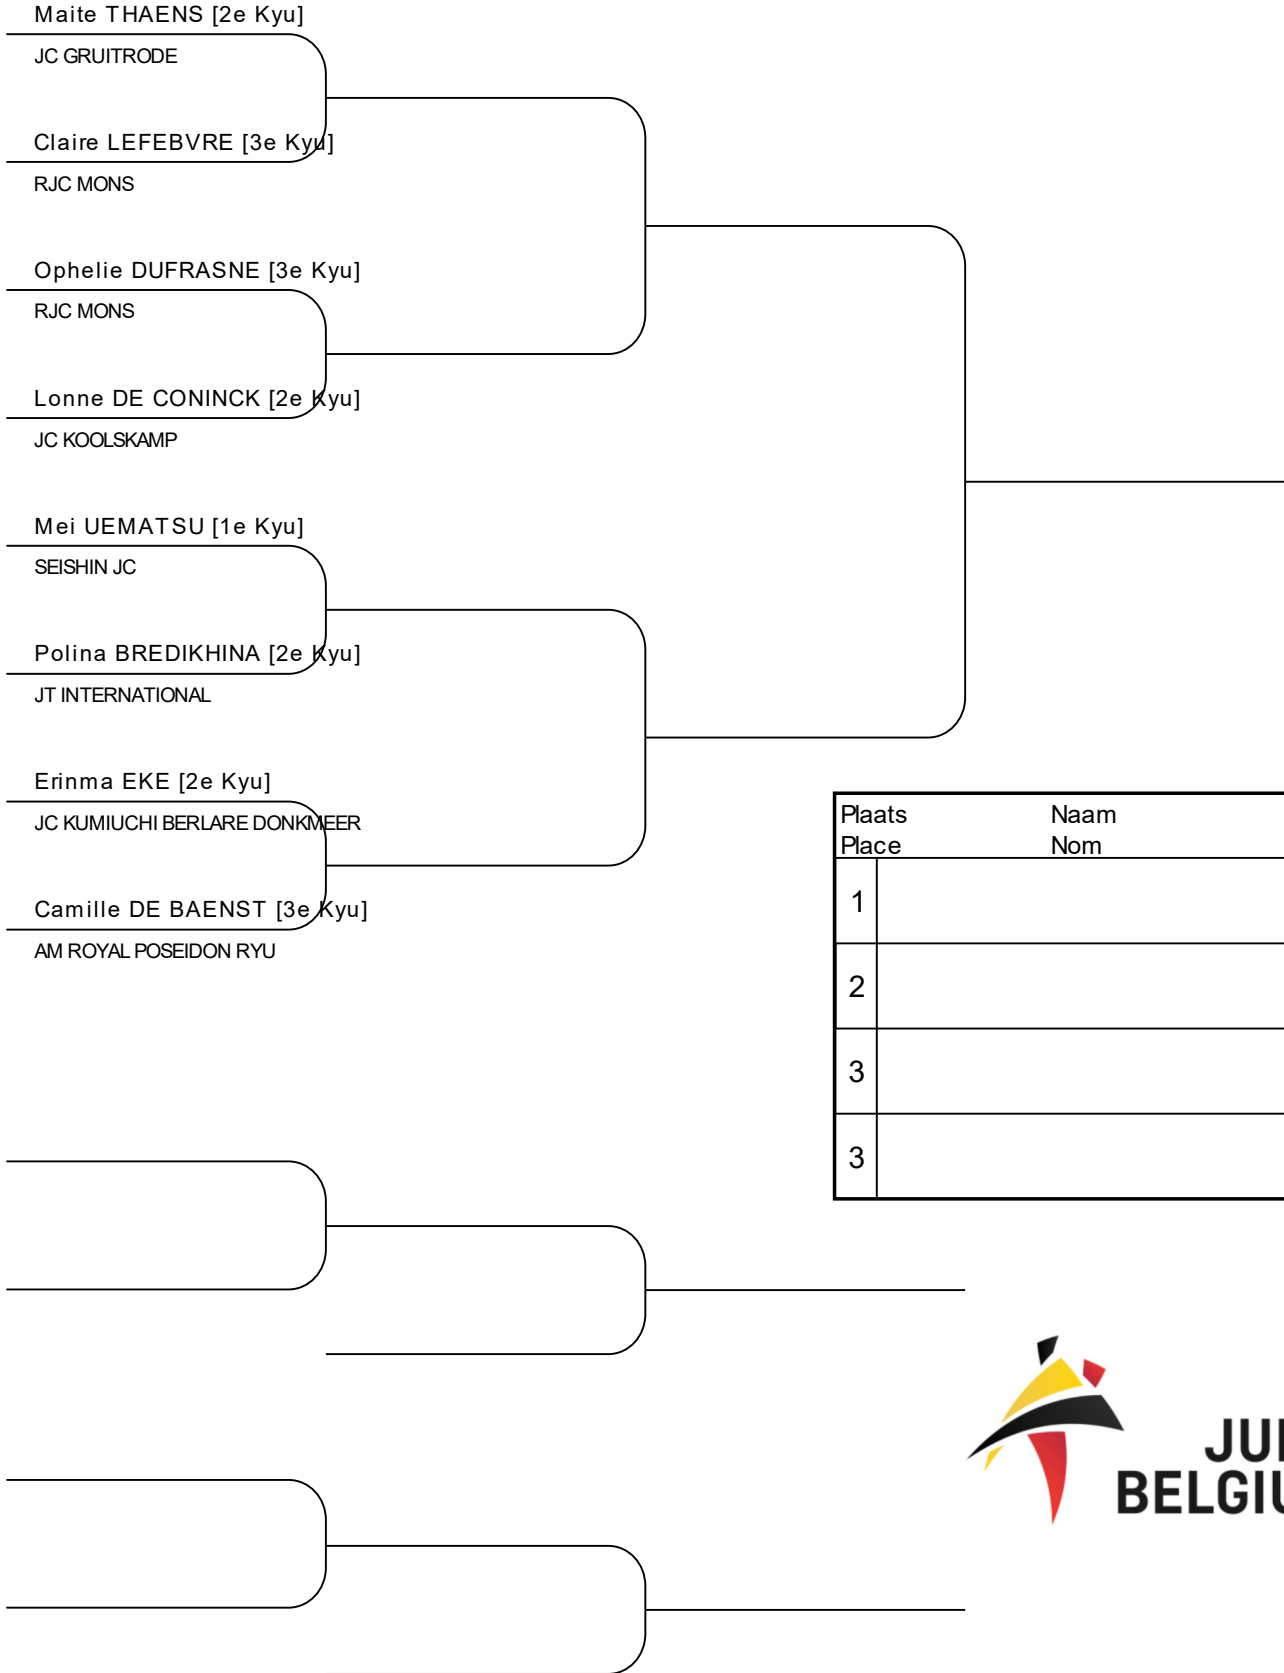 Maite THAENS [2e Kyu]
JC GRUITRODE
Claire LEFEBVRE [3e Kyu]
RJC MONS
Ophelie DUFRASNE [3e Kyu]
RJC MONS
Lonne DE CONINCK [2e Kyu]
JC KOOLSKAMP
Mei UEMATSU [1e Kyu]
SEISHIN JC
Polina BREDIKHINA [2e Kyu]
JT INTERNATIONAL
Erinma EKE [2e Kyu]
JC KUMIUCHI BERLARE DONKMEER
Camille DE BAENST [3e Kyu]
AM ROYAL POSEIDON RYU
Plaats Naam
Place Nom
1
2
3
3